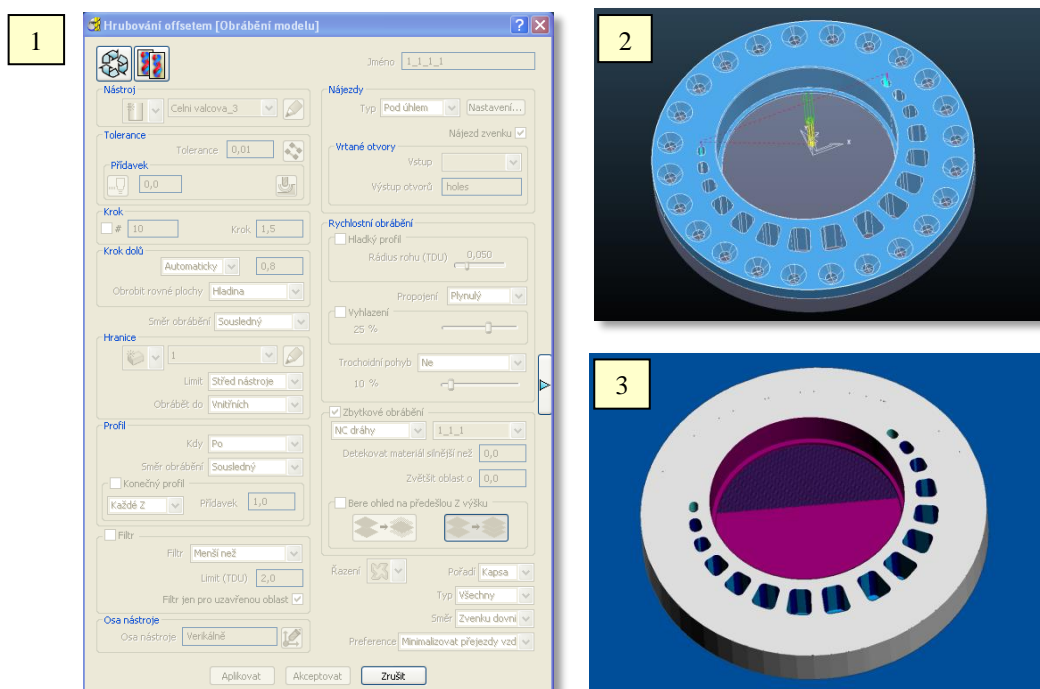 1
Hrubování offsetem [Obrábění modelu]
Jméno 1_1_1_1
Nástroj
Celni valcova_3
Tolerance
Tolerance 0,01
Přídavek
0,0
Krok
# 10 Krok 1,5
Krok dolů
Automaticky 0,8
Obrobit rovné plochy Hladina
Směr obrábění Sousledný
Hranice
1
Limit Střed nástroje
Obrábět do Vnitřních
Profil
Kdy Po
Směr obrábění Sousledný
Konečný profil
Každé Z Přídavek 1,0
Filtr
Filtr Menší než
Limit (TDU) 2,0
Filtr jen pro uzavřenou oblast
Osa nástroje
Osa nástroje Verikálně
Nájezdy
Typ Pod úhlem Nastavení...
Nájezd zvenku
Vrtané otvory
Vstup
Výstup otvorů holes
Rychlostní obrábění
Hladký profil
Rádius rohu (TDU) 0,050
Propojení Plynulý
Vyhlazení
25 %
Trochoidní pohyb Ne
10 %
Zbytkové obrábění
NC dráhy 1_1_1
Detekovat materiál silnější než 0,0
Zvětšit oblast o 0,0
Bere ohled na předešlou Z výšku
Řazení Pořadí Kapsa
Typ Všechny
Směr Zvenku dovni
Preference Minimalizovat přejezdy vzd
Aplikovat Akceptovat Zrušit
2
X
3